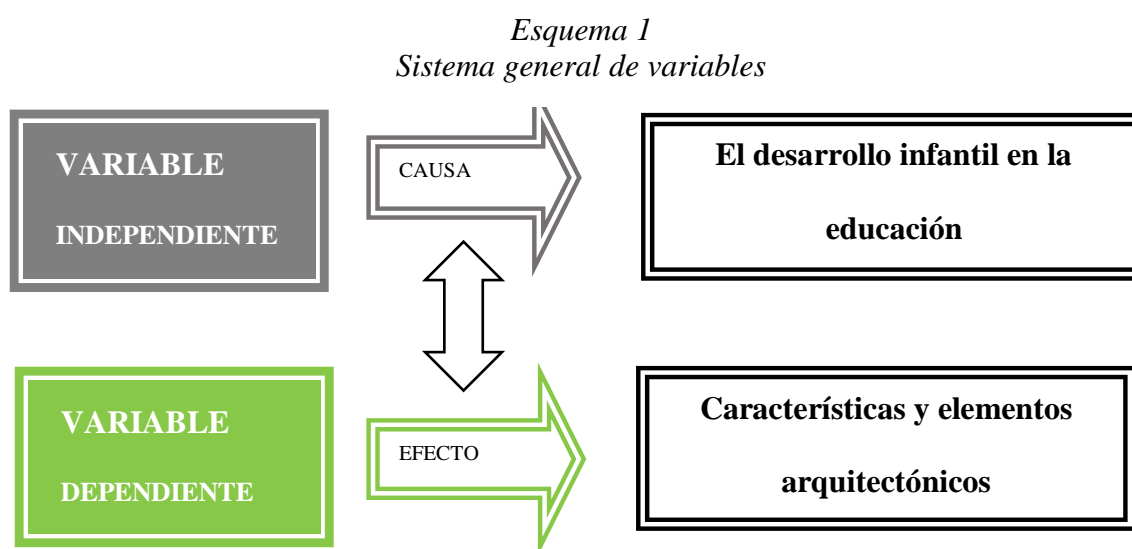 Esquema 1
Sistema general de variables
VARIABLE
INDEPENDIENTE
CAUSA
El desarrollo infantil en la
educación
VARIABLE
DEPENDIENTE
EFECTO
Características y elementos
arquitectónicos